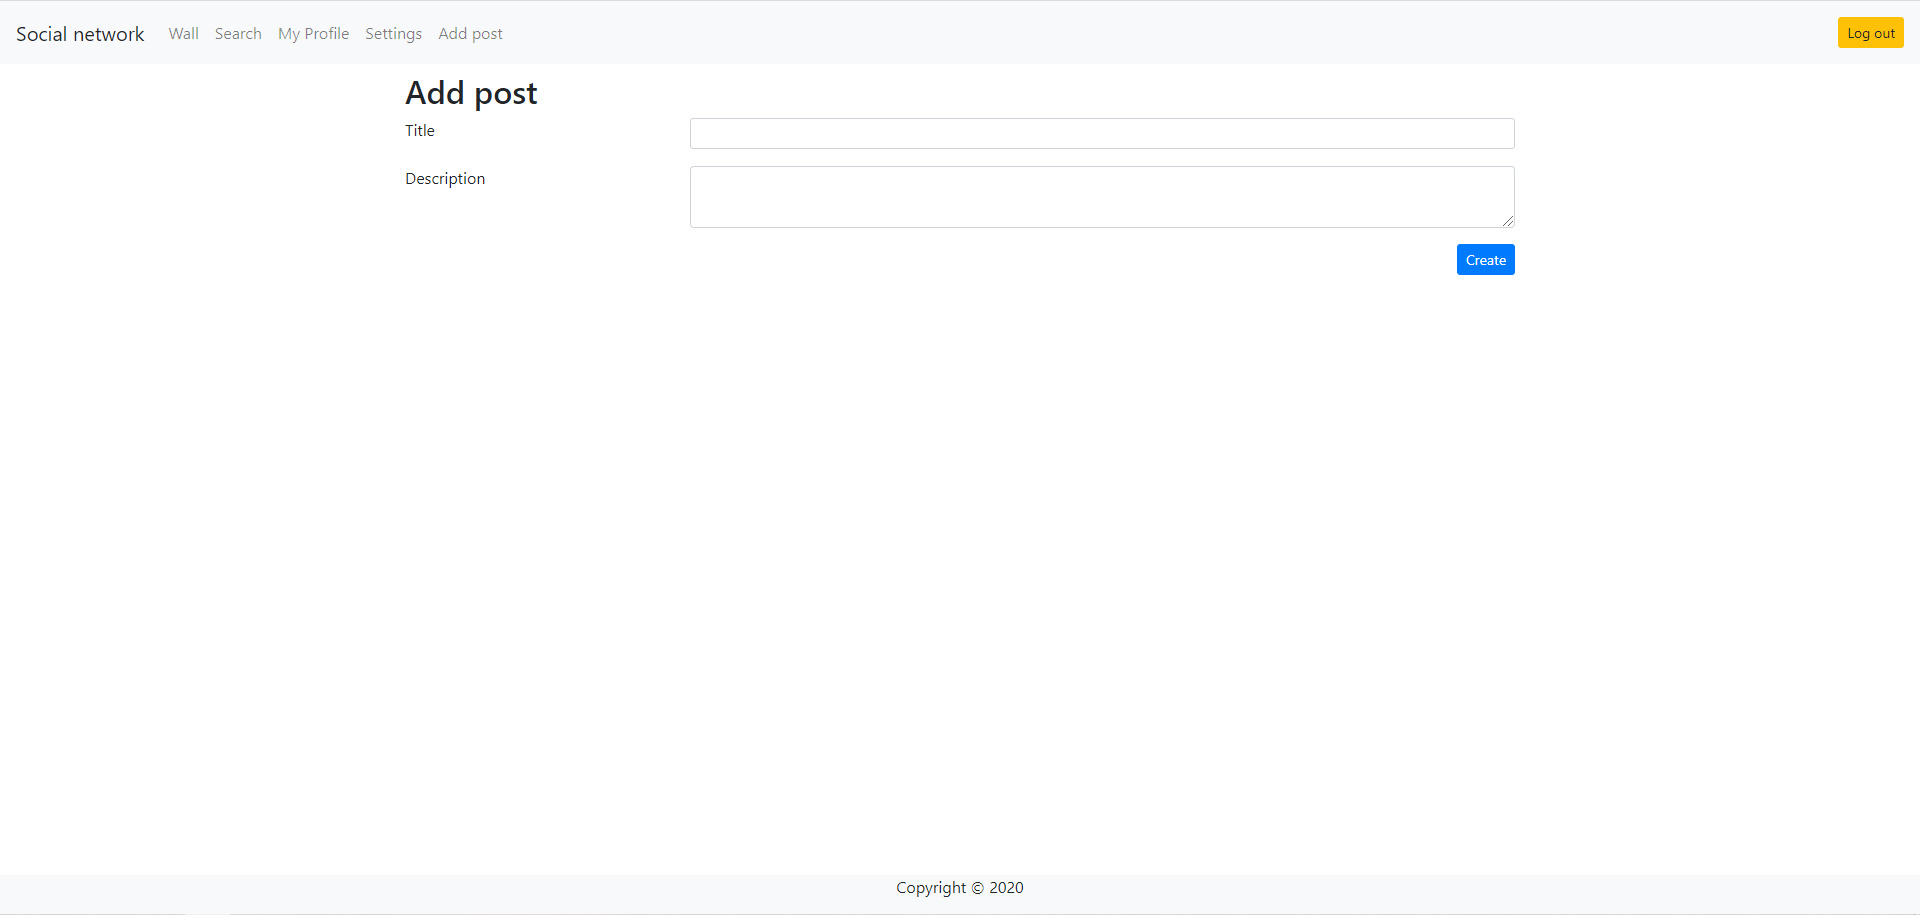 Social network Wall Search My Profile Settings Add post Log out
Add post
Title
Description
Create
Copyright © 2020